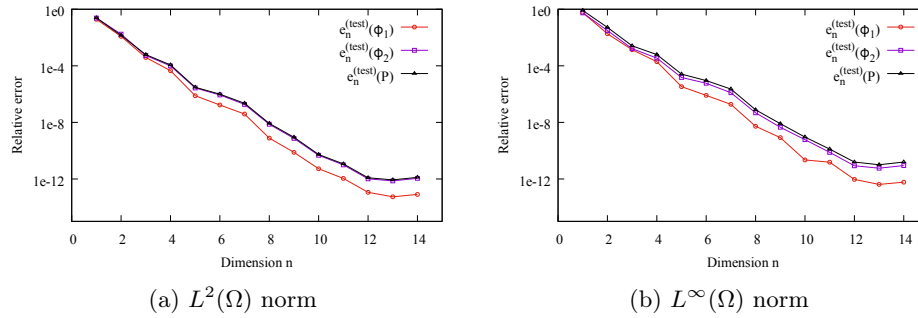 1e0
1e-4
1e-8
1e-12
Relative error
0 2 4 6 8 10 12 14
Dimension n
e_n^(test)(Φ_1)
e_n^(test)(Φ_2)
e_n^(test)(P)
(a) L^2(Ω) norm
1e0
1e-4
1e-8
1e-12
Relative error
0 2 4 6 8 10 12 14
Dimension n
e_n^(test)(Φ_1)
e_n^(test)(Φ_2)
e_n^(test)(P)
(b) L^∞(Ω) norm